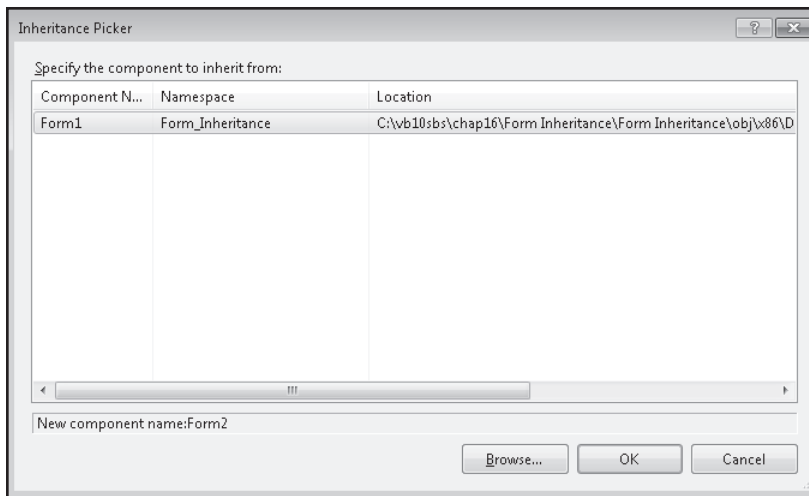 Inheritance Picker
Specify the component to inherit from:
Component N... Namespace Location
Form1 Form_Inheritance C:\vb10sbs\chap16\Form Inheritance\Form Inheritance\obj\x86\D
New component name:Form2
Browse... OK Cancel